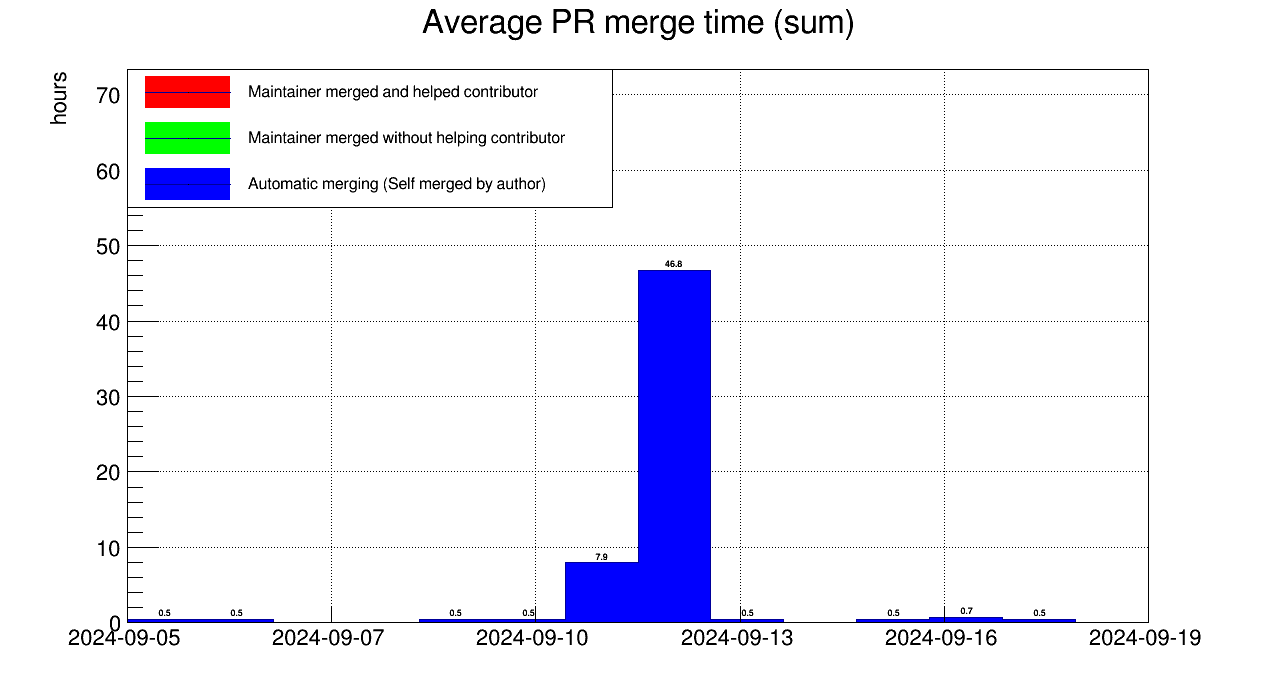 Average PR merge time (sum)
hours
Maintainer merged and helped contributor
Maintainer merged without helping contributor
Automatic merging (Self merged by author)
70
60
50
40
30
20
10
0
46.8
7.9
0.5 0.5 0.5 0.5 0.5 0.5 0.7 0.5
2024-09-05 2024-09-07 2024-09-10 2024-09-13 2024-09-16 2024-09-19